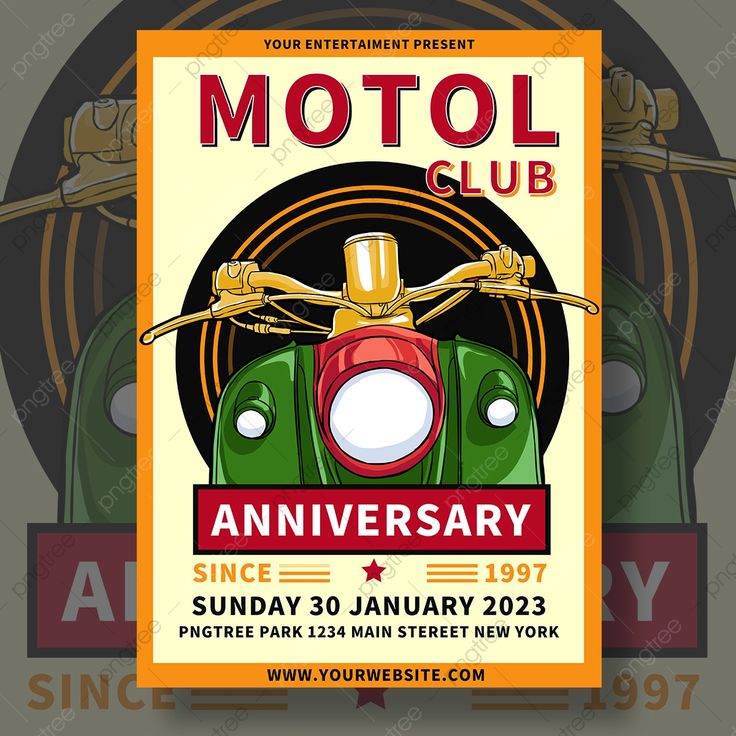 YOUR ENTERTAIMENT PRESENT
MOTOL
CLUB
ANNIVERSARY
SINCE 1997
SUNDAY 30 JANUARY 2023
PNGTREE PARK 1234 MAIN STEREET NEW YORK
WWW.YOURWEBSITE.COM
pngtree